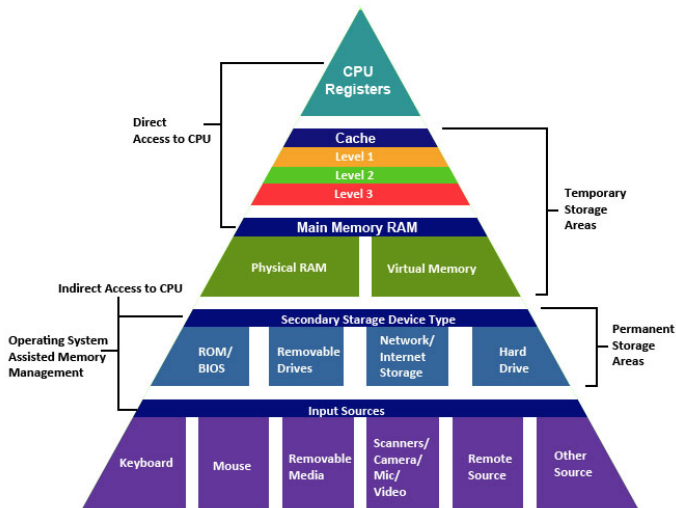 CPU
Registers
Direct
Access to CPU
Cache
Level 1
Level 2
Level 3
Temporary
Storage
Areas
Main Memory RAM
Physical RAM
Virtual Memory
Indirect Access to CPU
Secondary Starage Device Type
Operating System
Assisted Memory
Management
ROM/
BIOS
Removable
Drives
Network/
Internet
Storage
Hard
Drive
Permanent
Storage
Areas
Input Sources
Keyboard
Mouse
Removable
Media
Scanners/
Camera/
Mic/
Video
Remote
Source
Other
Source